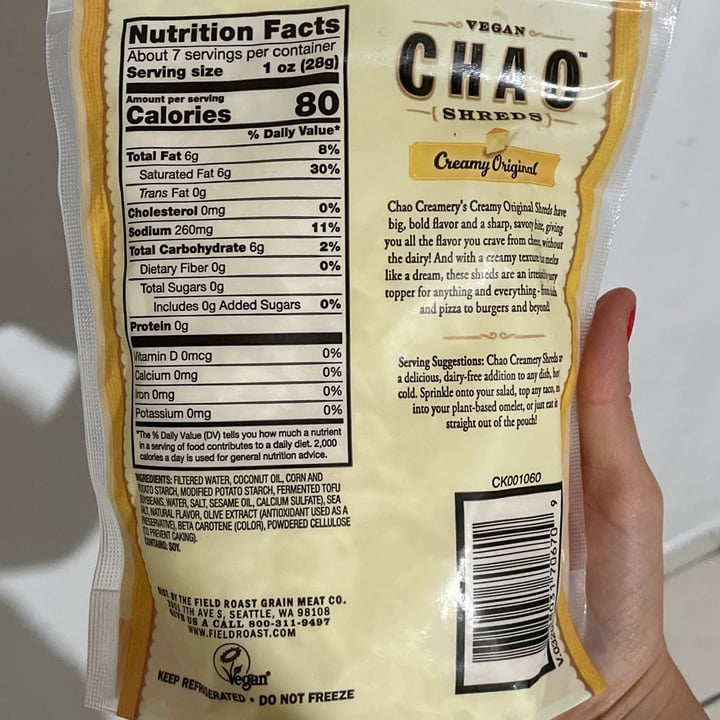 Nutrition Facts
About 7 servings per container
Serving size 1 oz (28g)
Amount per serving
Calories 80
% Daily Value*
Total Fat 6g 8%
Saturated Fat 6g 30%
Trans Fat 0g
Cholesterol 0mg 0%
Sodium 260mg 11%
Total Carbohydrate 6g 2%
Dietary Fiber 0g 0%
Total Sugars 0g
Includes 0g Added Sugars 0%
Protein 0g
Vitamin D 0mcg 0%
Calcium 0mg 0%
Iron 0mg 0%
Potassium 0mg 0%
*The % Daily Value (DV) tells you how much a nutrient
in a serving of food contributes to a daily diet. 2,000
calories a day is used for general nutrition advice.
INGREDIENTS: FILTERED WATER, COCONUT OIL, CORN AND
POTATO STARCH, MODIFIED POTATO STARCH, FERMENTED TOFU
(SOYBEANS, WATER, SALT, SESAME OIL, CALCIUM SULFATE), SEA
SALT, NATURAL FLAVOR, OLIVE EXTRACT (ANTIOXIDANT USED AS A
PRESERVATIVE), BETA CAROTENE (COLOR), POWDERED CELLULOSE
(TO PREVENT CAKING).
CONTAINS: SOY.
DIST. BY THE FIELD ROAST GRAIN MEAT CO.
7TH AVE S, SEATTLE, WA 98108
GIVE US A CALL 800-311-9497
WWW.FIELDROAST.COM
Vegan
KEEP REFRIGERATED • DO NOT FREEZE
VEGAN
CHAO™
{SHREDS}
Creamy Original
Chao Creamery's Creamy Original Shreds have
big, bold flavor and a sharp, savory bite, giving
you all the flavor you crave from cheese, without
the dairy! And with a creamy texture that melts
like a dream, these shreds are an
topper for anything and everything - from
and pizza to burgers and beyond
Serving Suggestions: Chao Creamery Shreds are
a delicious, dairy-free addition to any dish, hot
cold. Sprinkle onto your salad, top any taco,
into your plant-based omelet, or just eat it
straight out of the pouch!
CK001060